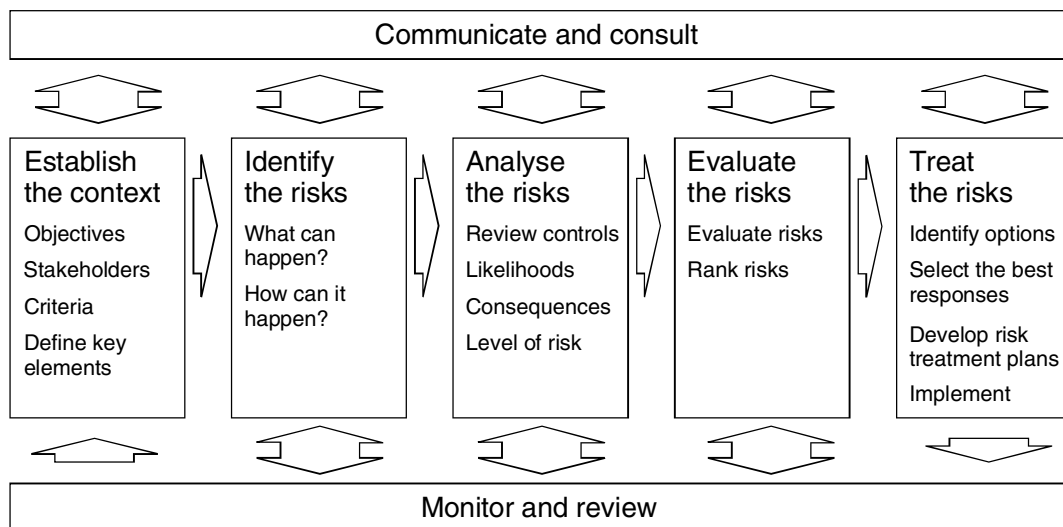 Communicate and consult
Establish
the context
Objectives
Stakeholders
Criteria
Define key
elements
Identify
the risks
What can
happen?
How can it
happen?
Analyse
the risks
Review controls
Likelihoods
Consequences
Level of risk
Evaluate
the risks
Evaluate risks
Rank risks
Treat
the risks
Identify options
Select the best
responses
Develop risk
treatment plans
Implement
Monitor and review